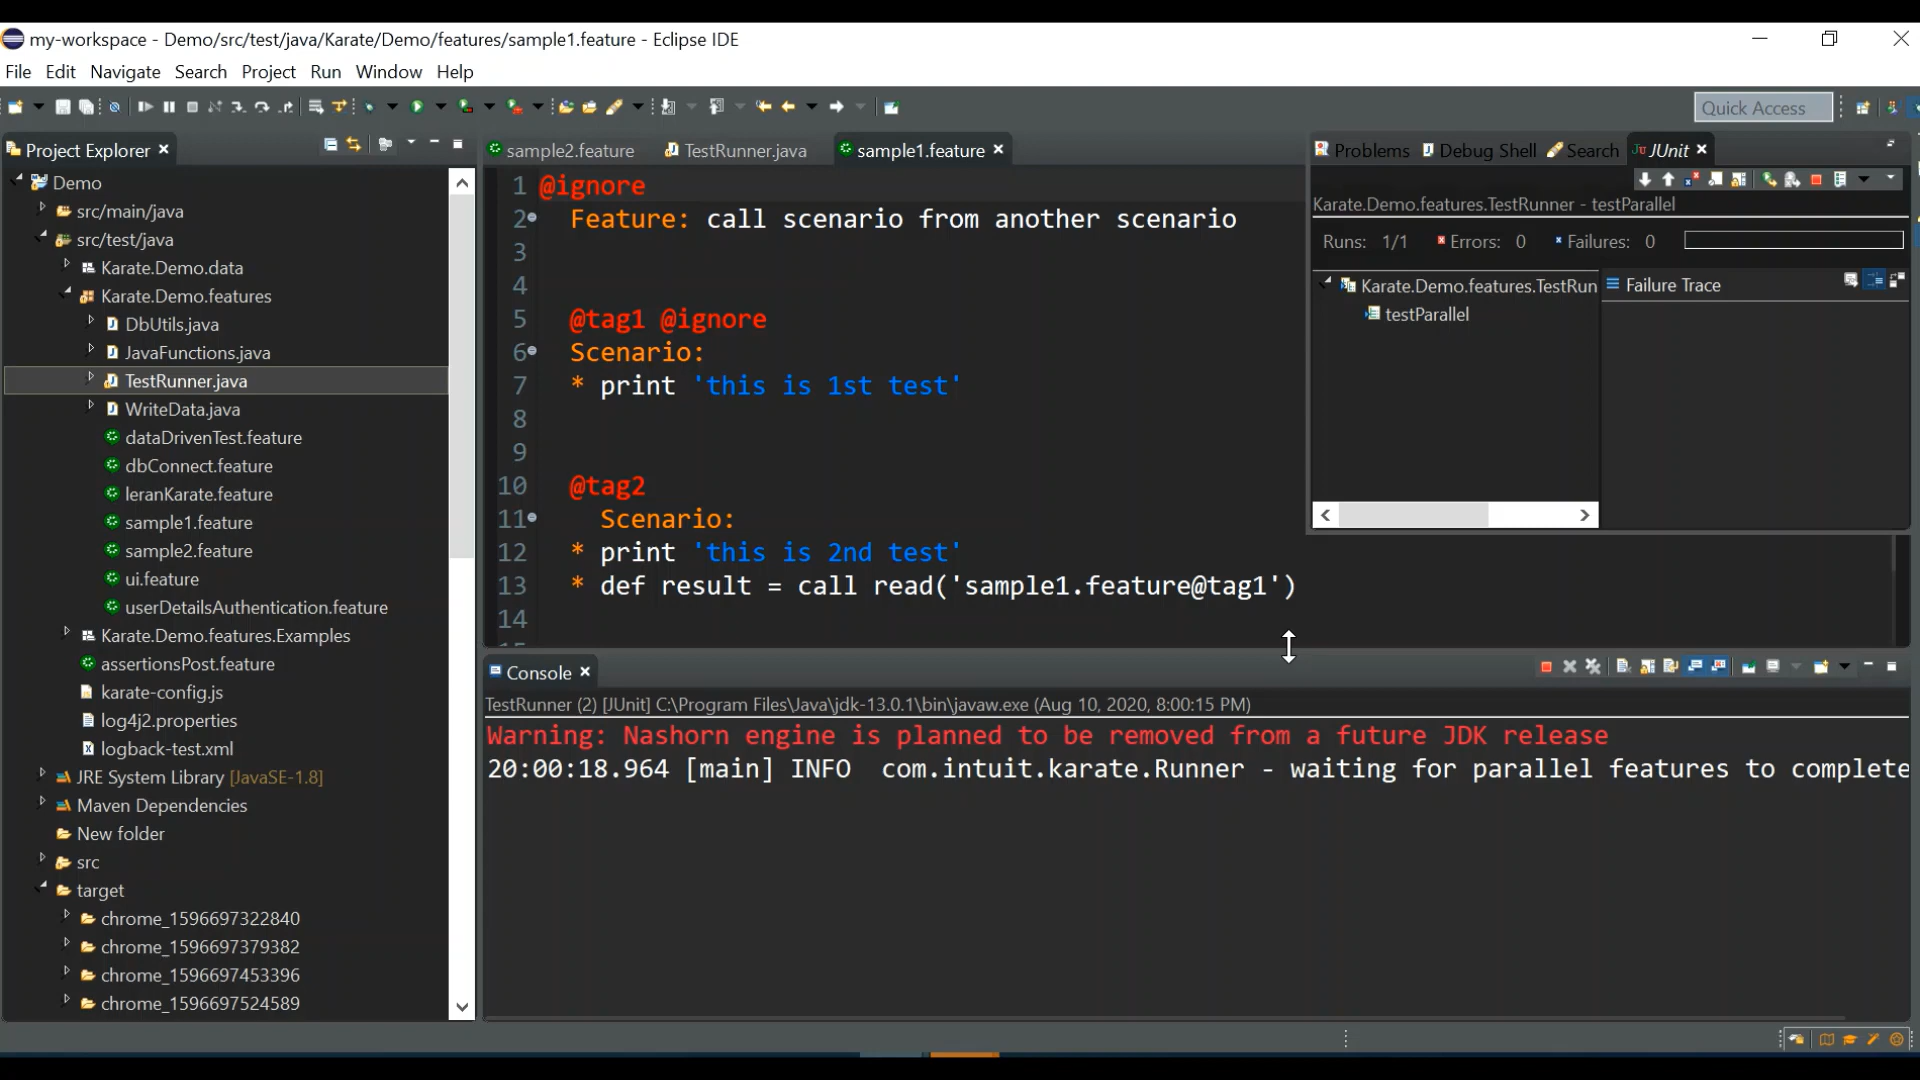 my-workspace - Demo/src/test/java/Karate/Demo/features/sample1.feature - Eclipse IDE
File Edit Navigate Search Project Run Window Help
Quick Access
Project Explorer
Demo
src/main/java
src/test/java
Karate.Demo.data
Karate.Demo.features
DbUtils.java
JavaFunctions.java
TestRunner.java
WriteData.java
dataDrivenTest.feature
dbConnect.feature
leranKarate.feature
sample1.feature
sample2.feature
ui.feature
userDetailsAuthentication.feature
Karate.Demo.features.Examples
assertionsPost.feature
karate-config.js
log4j2.properties
logback-test.xml
JRE System Library [JavaSE-1.8]
Maven Dependencies
New folder
src
target
chrome_1596697322840
chrome_1596697379382
chrome_1596697453396
chrome_1596697524589
sample2.feature TestRunner.java sample1.feature
1 @ignore
2 Feature: call scenario from another scenario
3
4
5 @tag1 @ignore
6 Scenario:
7 * print 'this is 1st test'
8
9
10 @tag2
11 Scenario:
12 * print 'this is 2nd test'
13 * def result = call read('sample1.feature@tag1')
14
Problems Debug Shell Search JUnit
Karate.Demo.features.TestRunner - testParallel
Runs: 1/1 Errors: 0 Failures: 0
Karate.Demo.features.TestRun
testParallel
Failure Trace
Console
TestRunner (2) [JUnit] C:\Program Files\Java\jdk-13.0.1\bin\javaw.exe (Aug 10, 2020, 8:00:15 PM)
Warning: Nashorn engine is planned to be removed from a future JDK release
20:00:18.964 [main] INFO com.intuit.karate.Runner - waiting for parallel features to complete